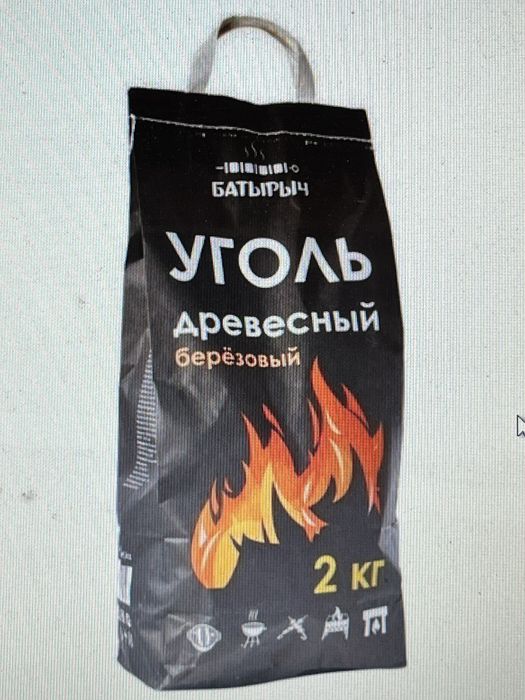 БАТЫРЫЧ
УГОЛЬ
древесный
берёзовый
2 кг